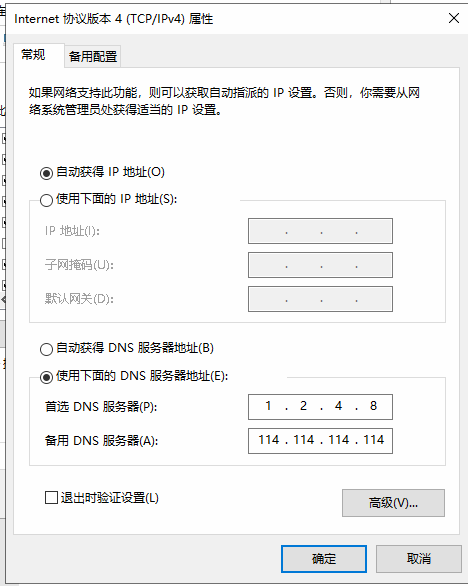 Internet 协议版本 4 (TCP/IPv4) 属性
常规
备用配置
如果网络支持此功能，则可以获取自动指派的 IP 设置。否则，你需要从网
络系统管理员处获得适当的 IP 设置。
自动获得 IP 地址(O)
使用下面的 IP 地址(S):
IP 地址(I):
. . .
子网掩码(U):
. . .
默认网关(D):
. . .
自动获得 DNS 服务器地址(B)
使用下面的 DNS 服务器地址(E):
首选 DNS 服务器(P):
1 . 2 . 4 . 8
备用 DNS 服务器(A):
114 . 114 . 114 . 114
退出时验证设置(L)
高级(V)...
确定
取消